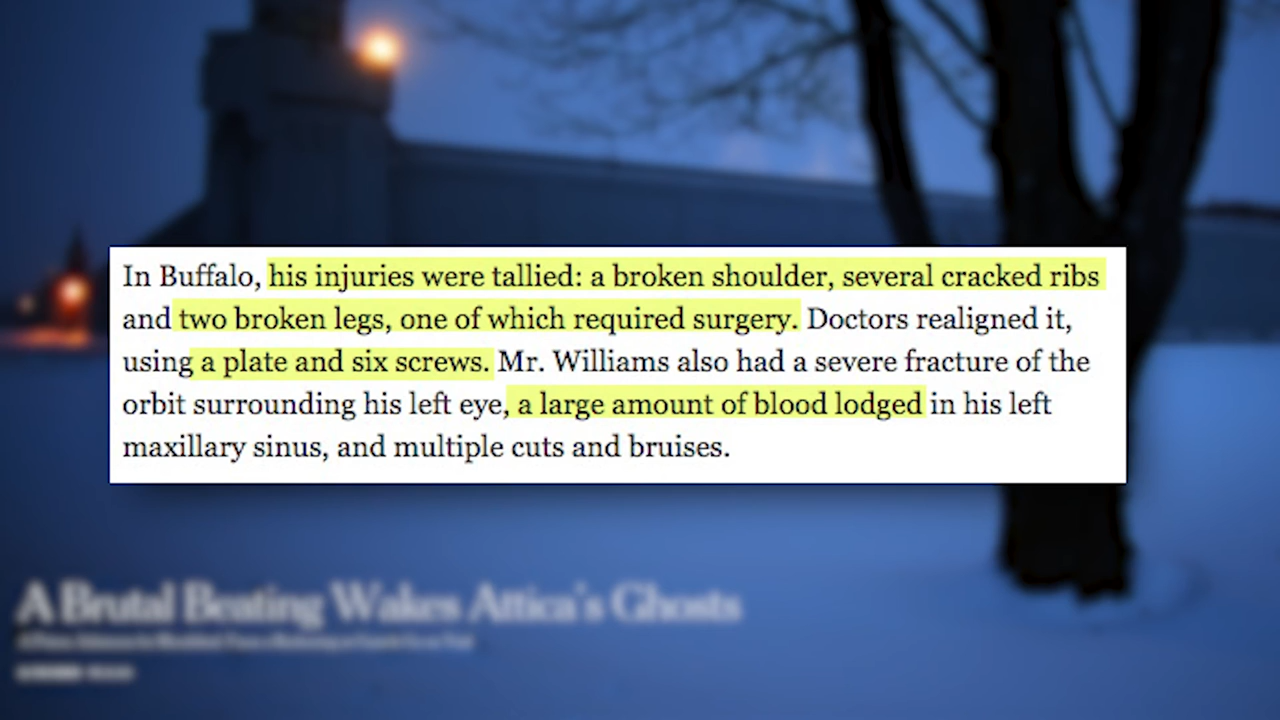 In Buffalo, his injuries were tallied: a broken shoulder, several cracked ribs
and two broken legs, one of which required surgery. Doctors realigned it,
using a plate and six screws. Mr. Williams also had a severe fracture of the
orbit surrounding his left eye, a large amount of blood lodged in his left
maxillary sinus, and multiple cuts and bruises.
A Brutal Beating Wakes Attica's Ghosts